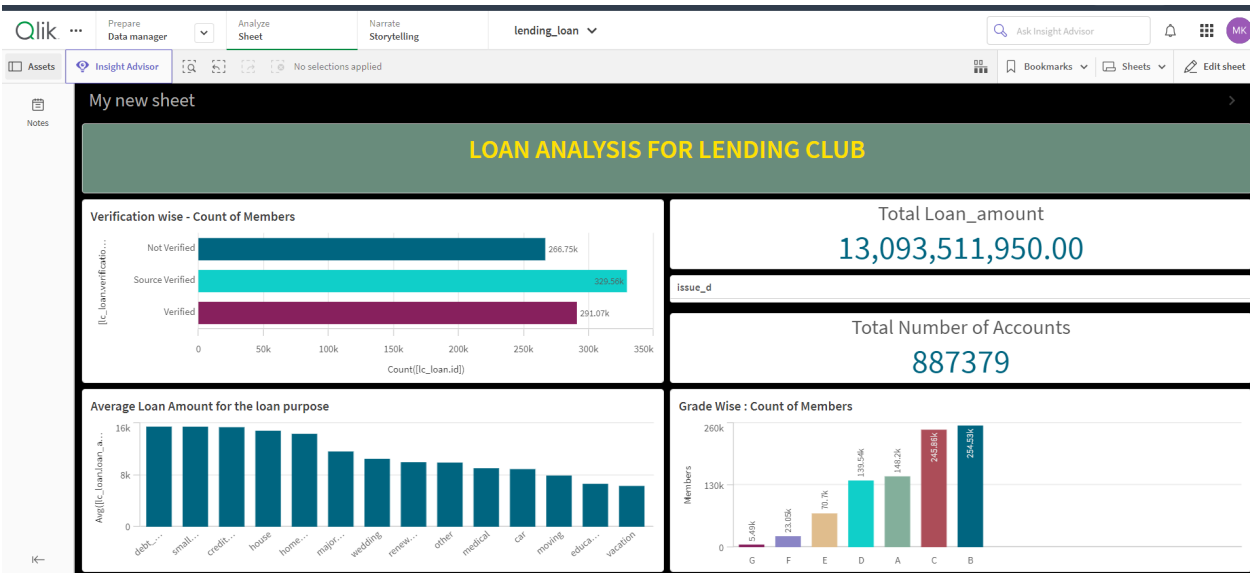 Qlik
Prepare
Data manager
Analyze
Sheet
Narrate
Storytelling
lending_loan
Ask Insight Advisor
MK
Assets
Insight Advisor
No selections applied
Bookmarks
Sheets
Edit sheet
Notes
My new sheet
LOAN ANALYSIS FOR LENDING CLUB
Verification wise - Count of Members
[lc_loan.verificatio...
Not Verified
266.75k
Source Verified
329.56k
Verified
291.07k
0 50k 100k 150k 200k 250k 300k 350k
Count([lc_loan.id])
Total Loan_amount
13,093,511,950.00
issue_d
Total Number of Accounts
887379
Average Loan Amount for the loan purpose
Avg([lc_loan.loan_a...
16k
8k
0
debt_... small... credit... house home... major... wedding renew... other medical car moving educa... vacation
Grade Wise : Count of Members
Members
260k
130k
0
5.49k 23.05k 70.7k 139.54k 148.2k 245.86k 254.53k
G F E D A C B